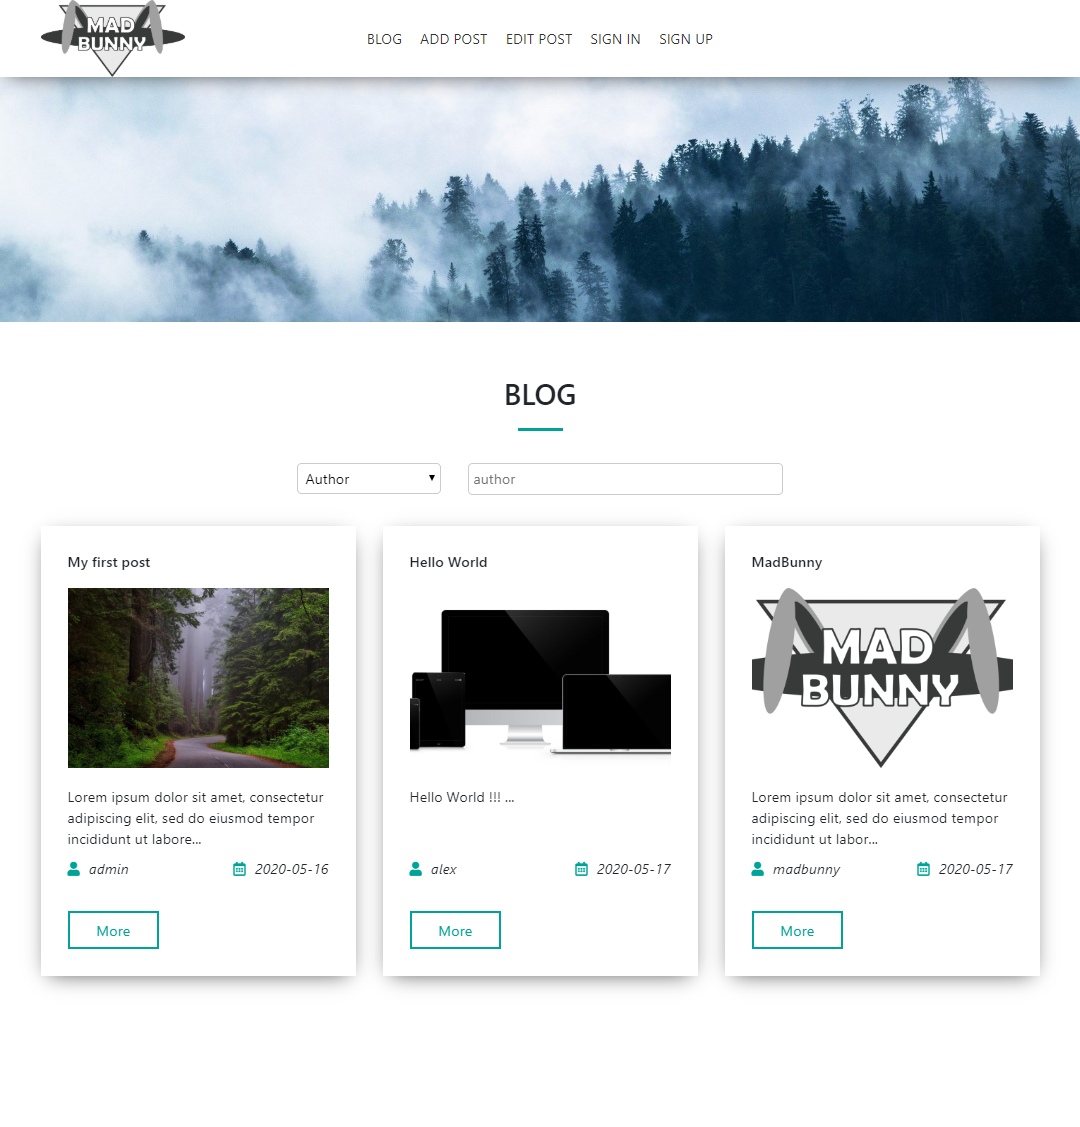 MAD
BUNNY
BLOG ADD POST EDIT POST SIGN IN SIGN UP
BLOG
Author author
My first post
Lorem ipsum dolor sit amet, consectetur
adipiscing elit, sed do eiusmod tempor
incididunt ut labore...
admin 2020-05-16
More
Hello World
Hello World !!! ...
alex 2020-05-17
More
MadBunny
MAD
BUNNY
Lorem ipsum dolor sit amet, consectetur
adipiscing elit, sed do eiusmod tempor
incididunt ut labor...
madbunny 2020-05-17
More